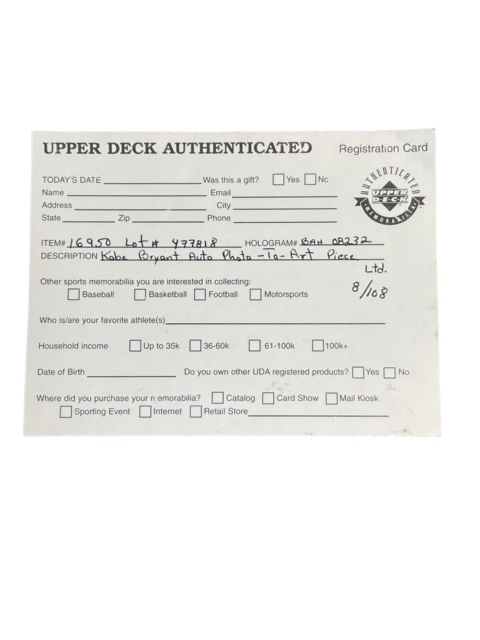 UPPER DECK AUTHENTICATED Registration Card
TODAY'S DATE Was this a gift? Yes No
Name Email
Address City
State Zip Phone
AUTHENTICATED
UPPER DECK
MEMORABILIA
ITEM# 16950 Lot # 477818 HOLOGRAM# BAH 08232
DESCRIPTION Kobe Bryant Auto Photo-To-Art Piece
Ltd.
8/108
Other sports memorabilia you are interested in collecting:
Baseball Basketball Football Motorsports
Who is/are your favorite athlete(s)
Household income Up to 35k 36-60k 61-100k 100k+
Date of Birth Do you own other UDA registered products? Yes No
Where did you purchase your memorabilia? Catalog Card Show Mail Kiosk
Sporting Event Internet Retail Store